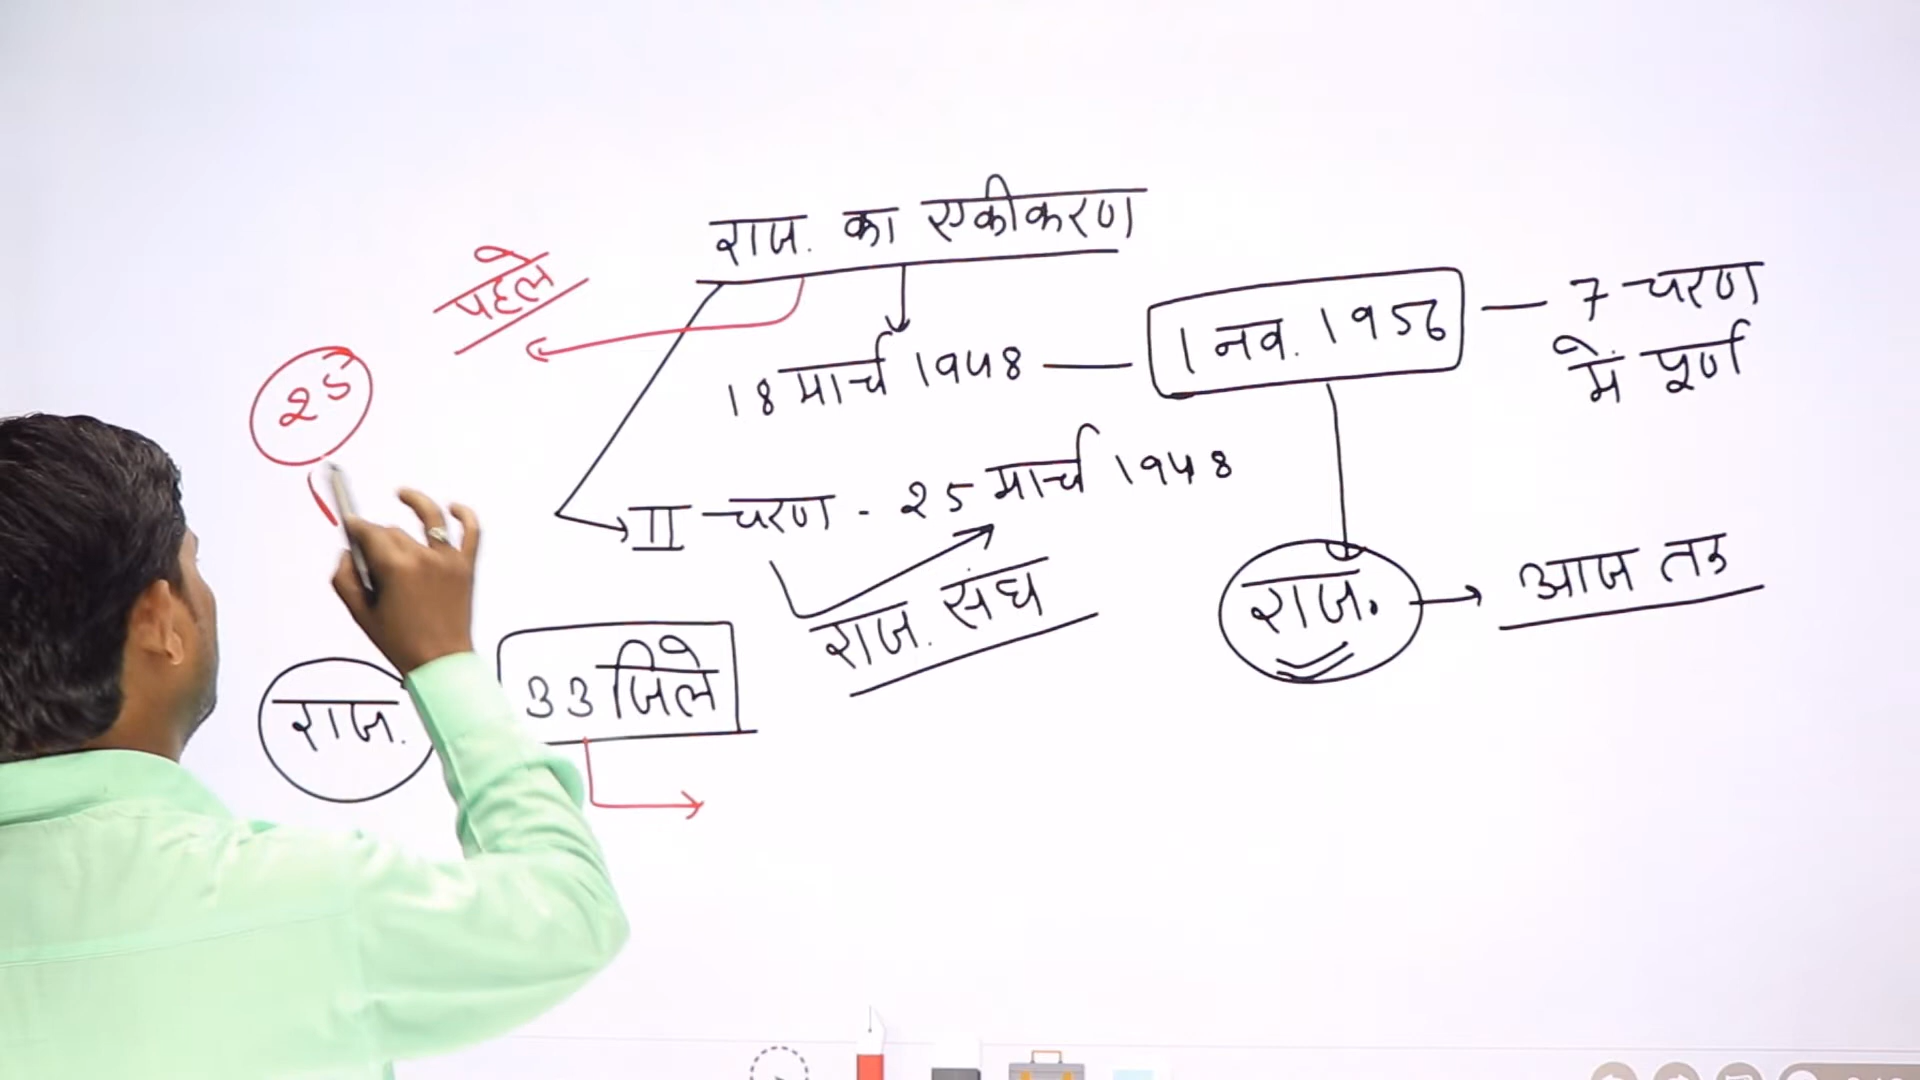 राज. का एकीकरण
पहले
18 मार्च 1948 — 1 नव. 1956 — 7 चरण
में पूर्ण
25
II चरण - 25 मार्च 1948
राज. संघ
राज. → आज तक
राज. 33 जिले